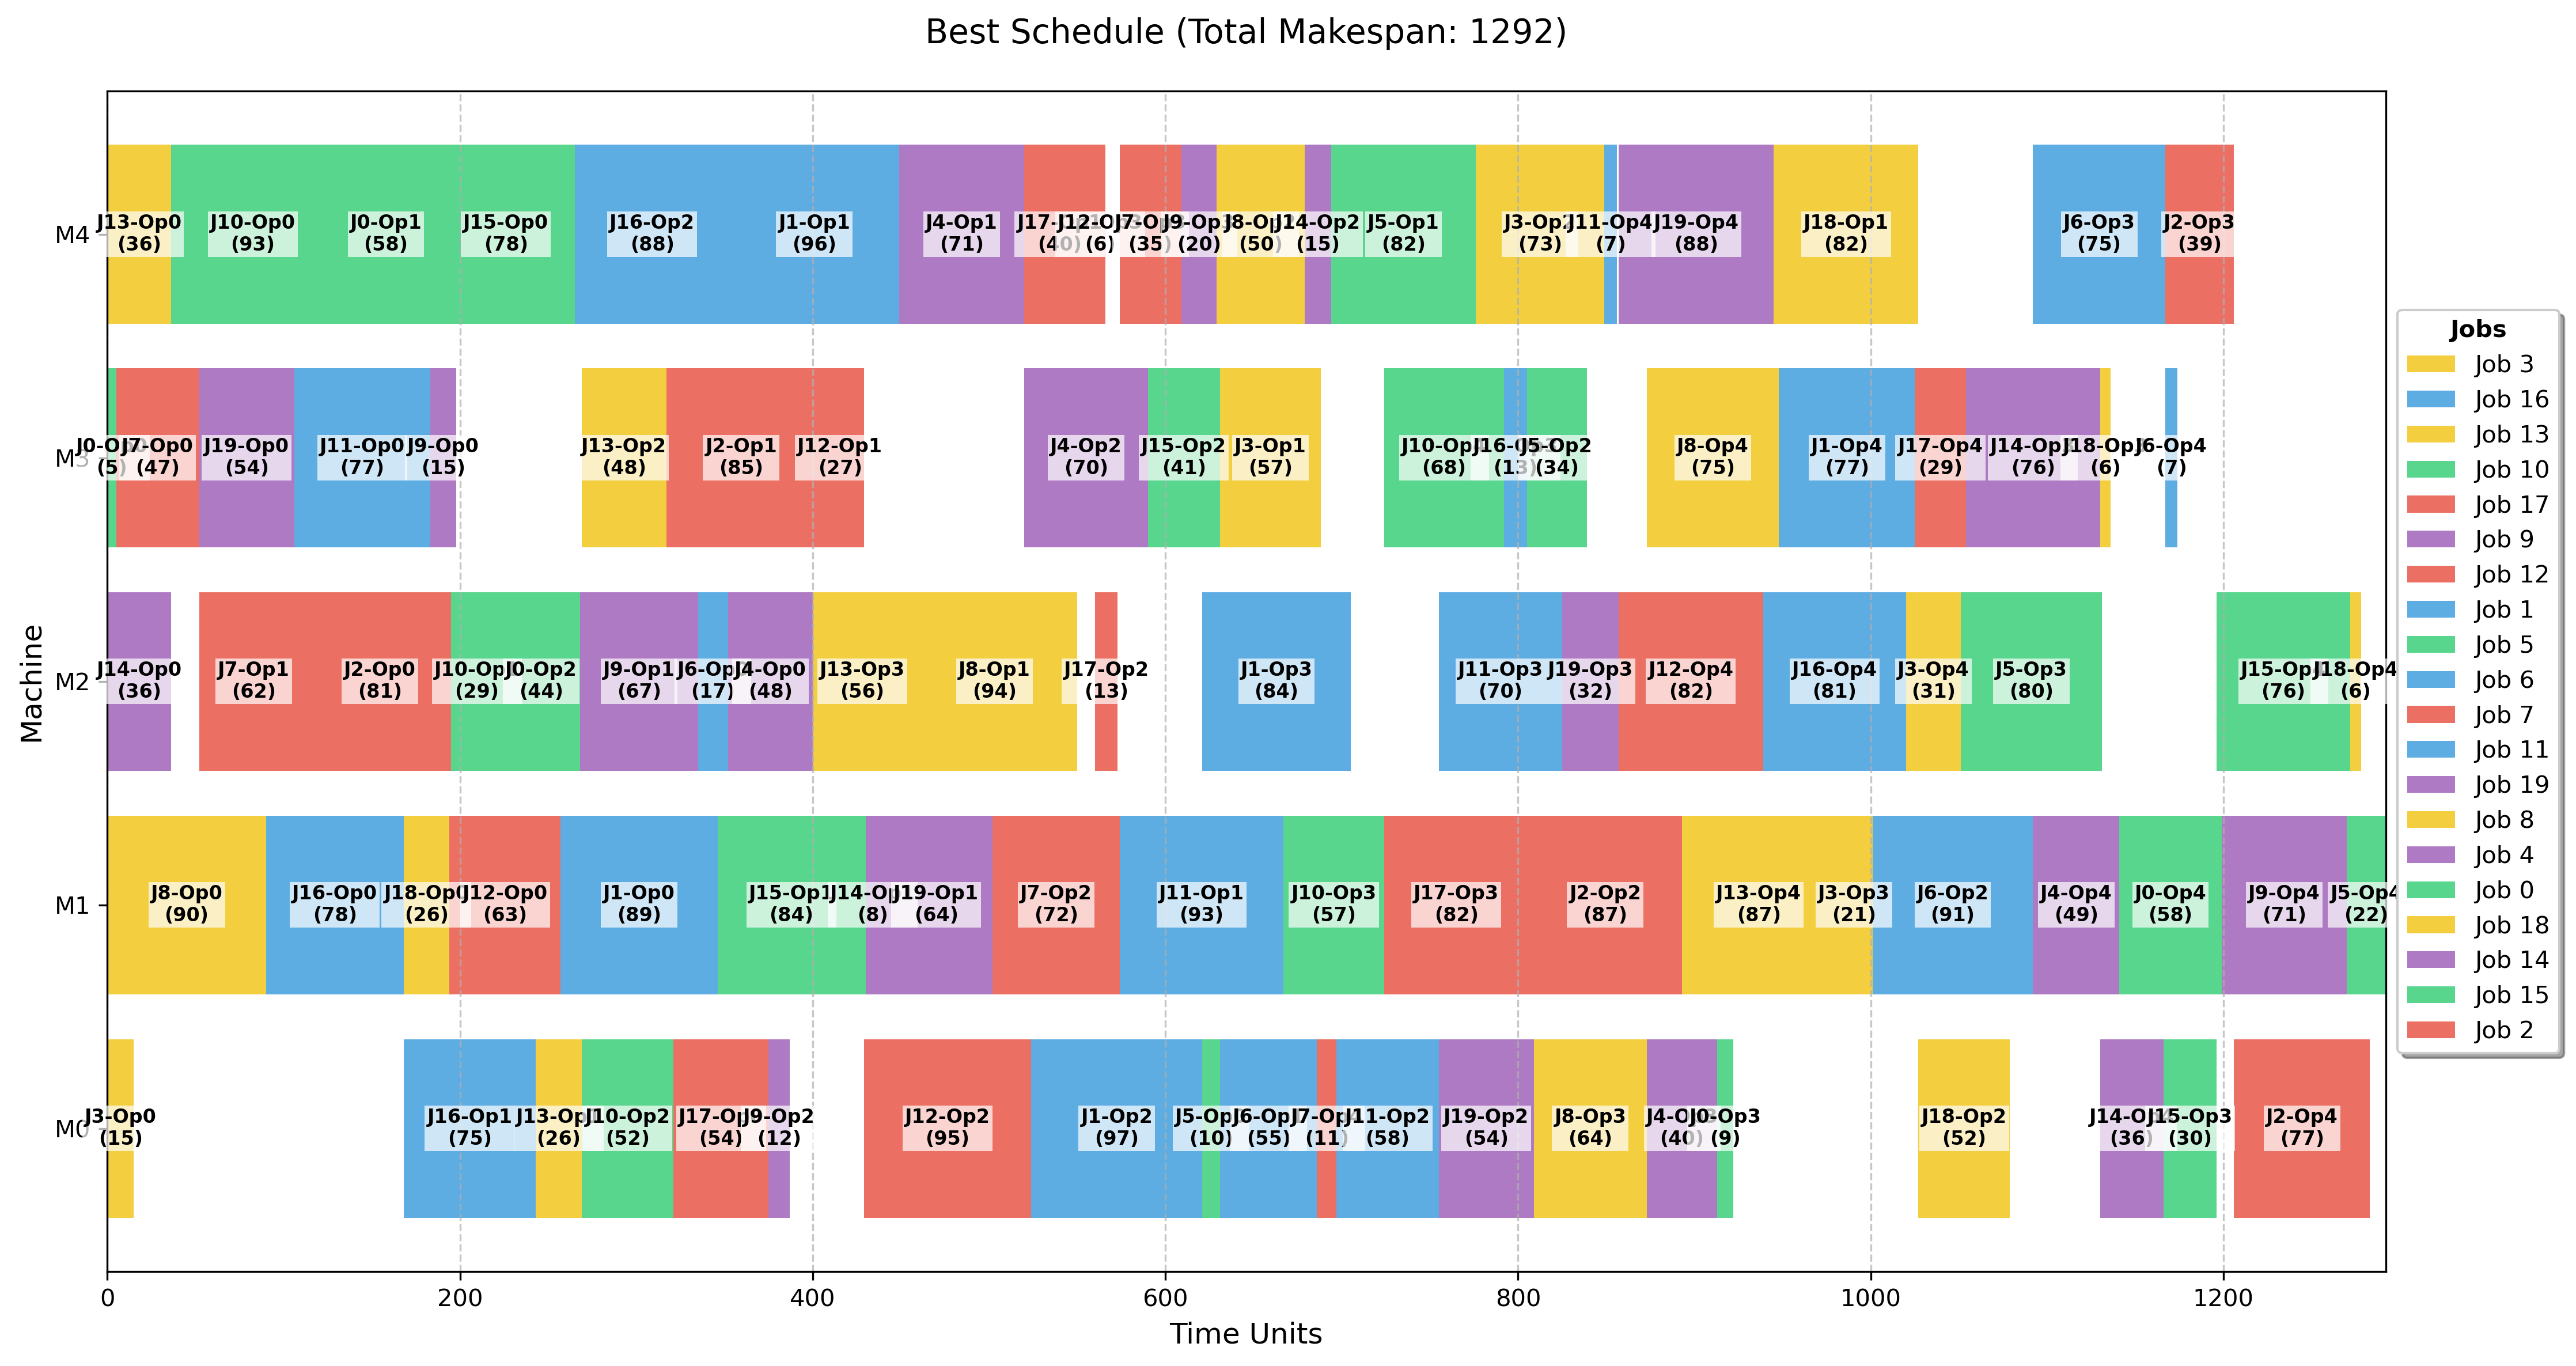 Best Schedule (Total Makespan: 1292)
M4
J13-Op0
(36)
J10-Op0
(93)
J0-Op1
(58)
J15-Op0
(78)
J16-Op2
(88)
J1-Op1
(96)
J4-Op1
(71)
(6)
(35)
(20)
(50)
J14-Op2
(15)
J5-Op1
(82)
(73)
J11-Op4
(7)
J19-Op4
(88)
J18-Op1
(82)
J6-Op3
(75)
J2-Op3
(39)
(5)
J7-Op0
(47)
J19-Op0
(54)
J11-Op0
(77)
J9-Op0
(15)
J13-Op2
(48)
J2-Op1
(85)
J12-Op1
(27)
J4-Op2
(70)
J15-Op2
(41)
J3-Op1
(57)
(68)
J5-Op2
(34)
J8-Op4
(75)
J1-Op4
(77)
J17-Op4
(29)
(76)
(6)
J6-Op4
(7)
M2
J14-Op0
(36)
J7-Op1
(62)
J2-Op0
(81)
(29)
J0-Op2
(44)
J9-Op1
(67)
(17)
J4-Op0
(48)
J13-Op3
(56)
J8-Op1
(94)
J17-Op2
(13)
J1-Op3
(84)
J11-Op3
(70)
J19-Op3
(32)
J12-Op4
(82)
J16-Op4
(81)
J3-Op4
(31)
J5-Op3
(80)
(76)
J18-Op4
(6)
M1
J8-Op0
(90)
J16-Op0
(78)
J18-Op0
(26)
J12-Op0
(63)
J1-Op0
(89)
J15-Op1
(84)
(8)
J19-Op1
(64)
J7-Op2
(72)
J11-Op1
(93)
J10-Op3
(57)
J17-Op3
(82)
J2-Op2
(87)
J13-Op4
(87)
J3-Op3
(21)
J6-Op2
(91)
J4-Op4
(49)
J0-Op4
(58)
J9-Op4
(71)
J5-Op4
(22)
M0
J3-Op0
(15)
J16-Op1
(75)
(26)
J10-Op2
(52)
(54)
J9-Op2
(12)
J12-Op2
(95)
J1-Op2
(97)
(10)
(55)
(11)
J11-Op2
(58)
J19-Op2
(54)
J8-Op3
(64)
(40)
J0-Op3
(9)
J18-Op2
(52)
(36)
J15-Op3
(30)
J2-Op4
(77)
Machine
0
200
400
600
800
1000
1200
Time Units
Jobs
Job 3
Job 16
Job 13
Job 10
Job 17
Job 9
Job 12
Job 1
Job 5
Job 6
Job 7
Job 11
Job 19
Job 8
Job 4
Job 0
Job 18
Job 14
Job 15
Job 2